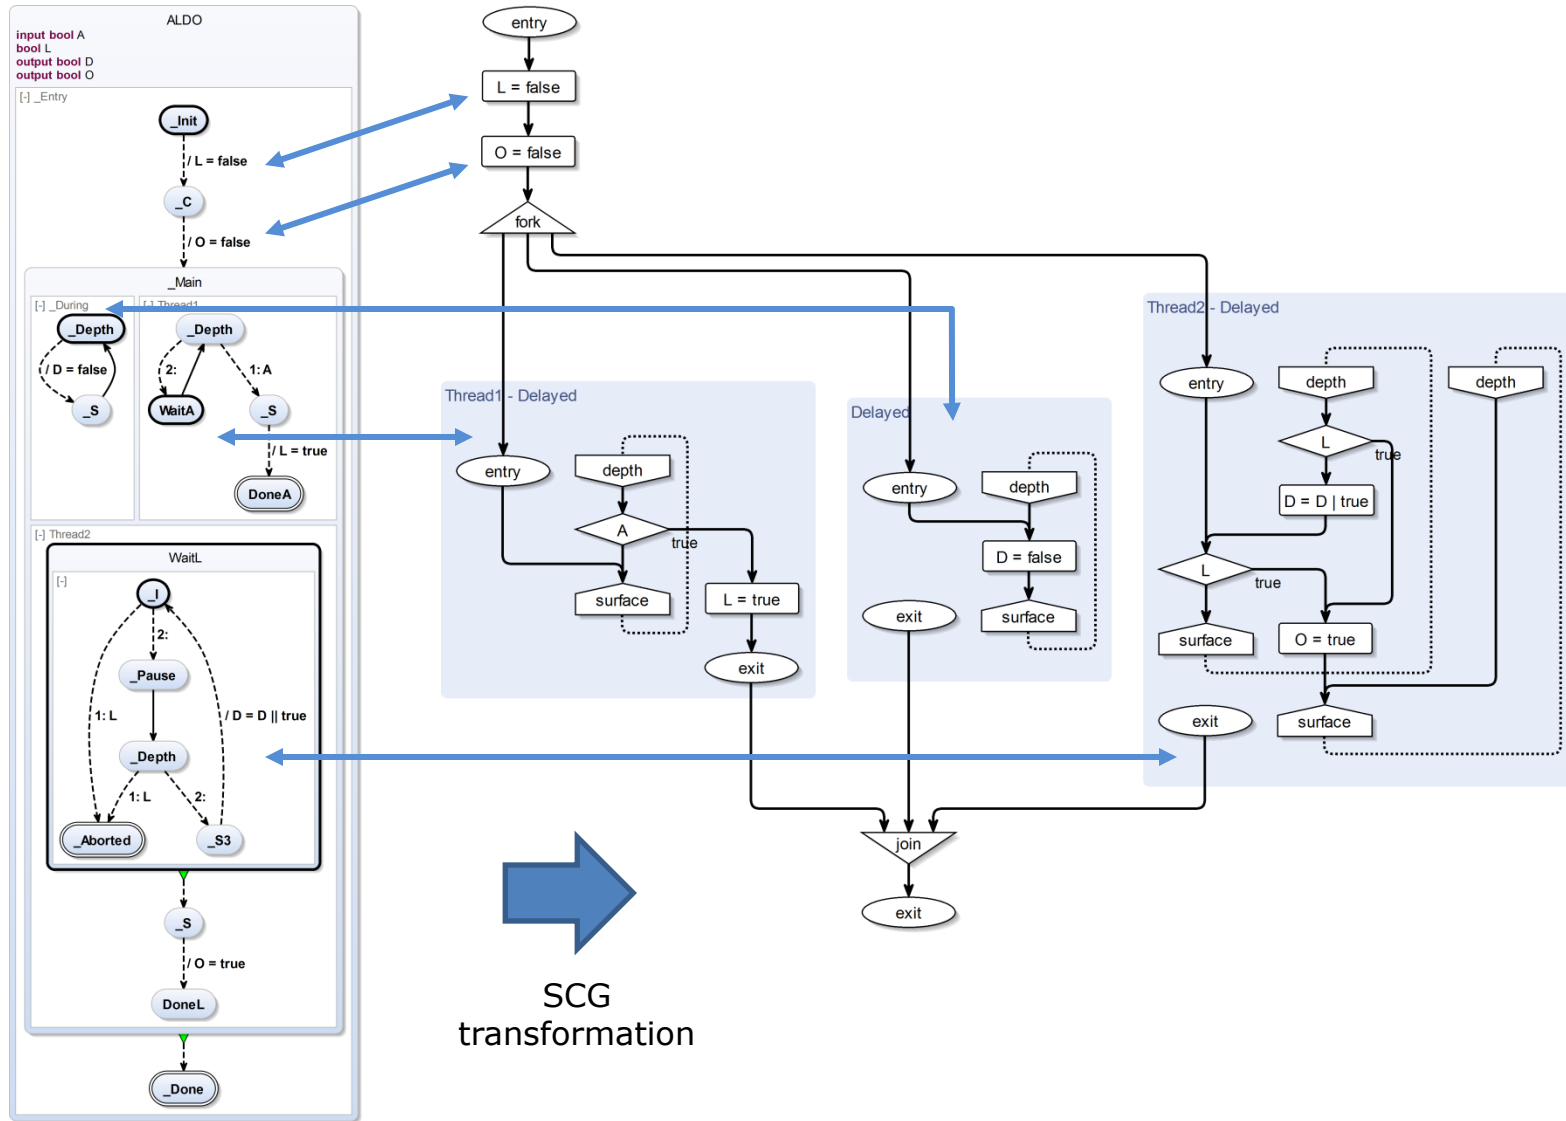 ALDO
input bool A
bool L
output bool D
output bool O
[-] _Entry
_Init
/ L = false
_C
/ O = false
_Main
[-] _During
_Depth
/ D = false
_S
[-] Thread1
_Depth
2:
1: A
WaitA
_S
/ L = true
DoneA
[-] Thread2
WaitL
[-]
_I
2:
_Pause
1: L
/ D = D || true
_Depth
1: L
2:
_Aborted
_S3
_S
/ O = true
DoneL
_Done
entry
L = false
O = false
fork
Thread1 - Delayed
entry
depth
A
true
surface
L = true
exit
Delayed
entry
depth
D = false
exit
surface
Thread2 - Delayed
entry
depth
depth
L
true
D = D | true
L
true
surface
O = true
exit
surface
join
exit
SCG
transformation